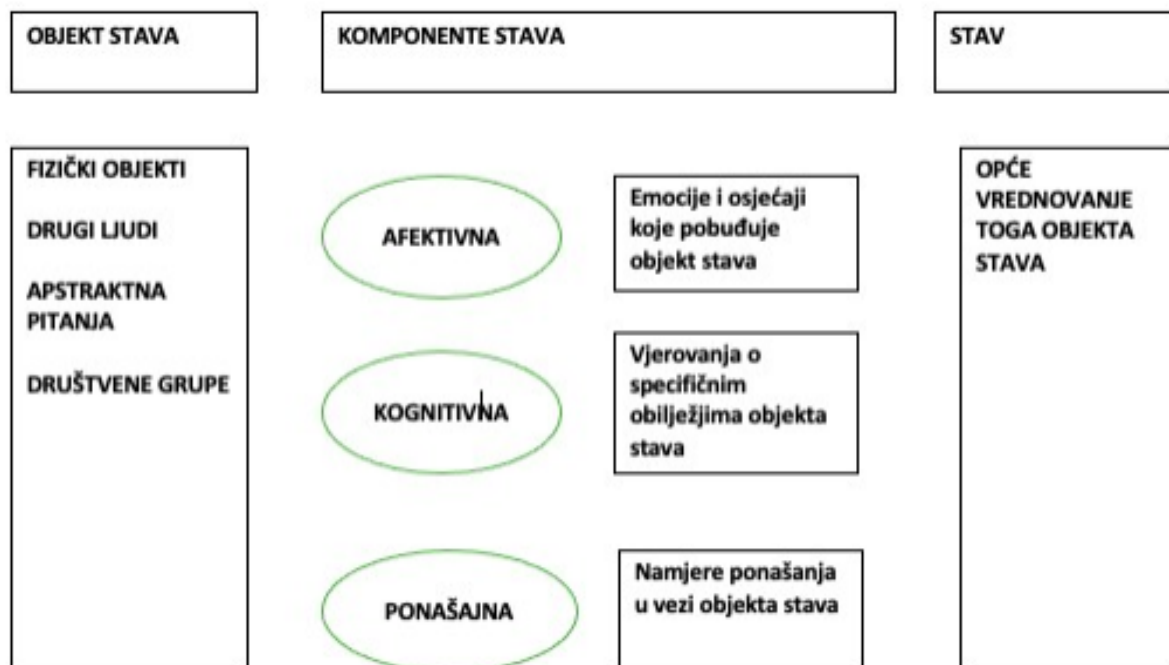 OBJEKT STAVA
KOMPONENTE STAVA
STAV
FIZIČKI OBJEKTI
DRUGI LJUDI
APSTRAKTNA
PITANJA
DRUŠTVENE GRUPE
AFEKTIVNA
Emocije i osjećaji
koje pobuđuje
objekt stava
KOGNITIVNA
Vjerovanja o
specifičnim
obilježjima objekta
stava
PONAŠAJNA
Namjere ponašanja
u vezi objekta stava
OPĆE
VREDNOVANJE
TOGA OBJEKTA
STAVA